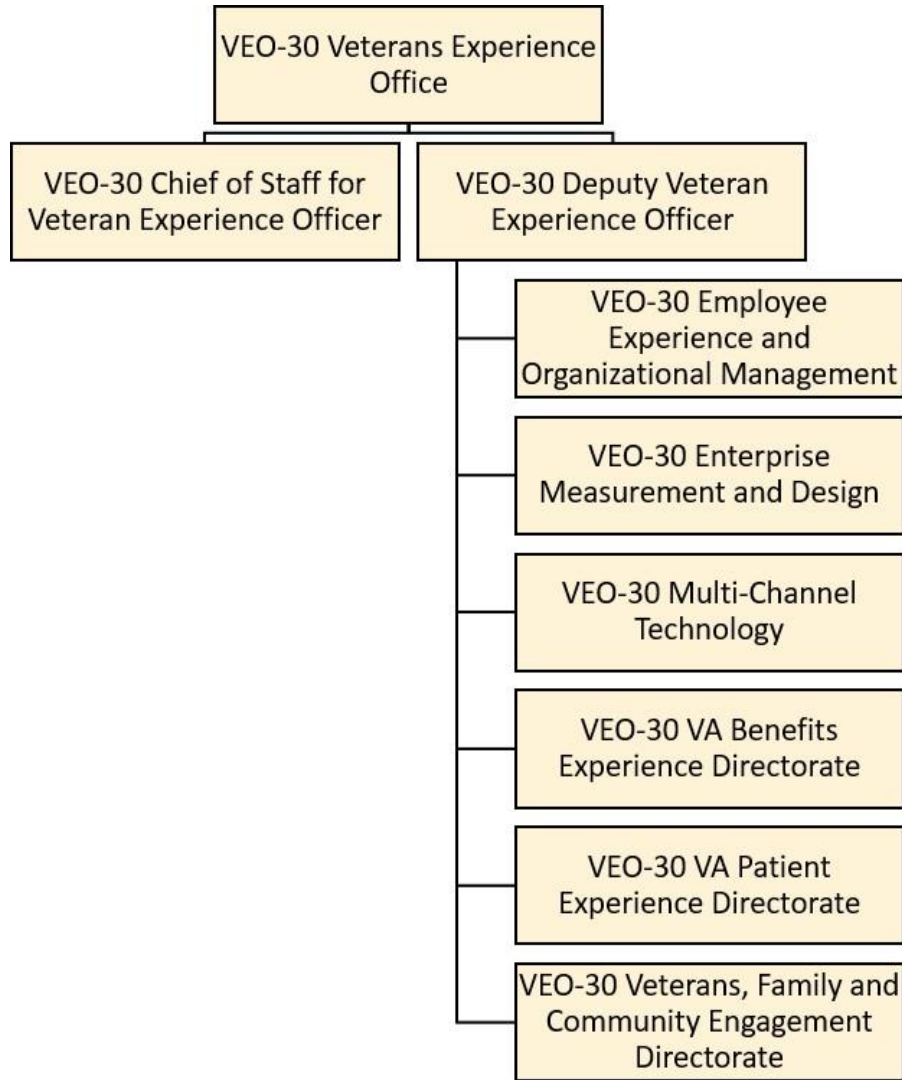 VEO-30 Veterans Experience
Office
VEO-30 Chief of Staff for
Veteran Experience Officer
VEO-30 Deputy Veteran
Experience Officer
VEO-30 Employee
Experience and
Organizational Management
VEO-30 Enterprise
Measurement and Design
VEO-30 Multi-Channel
Technology
VEO-30 VA Benefits
Experience Directorate
VEO-30 VA Patient
Experience Directorate
VEO-30 Veterans, Family and
Community Engagement
Directorate